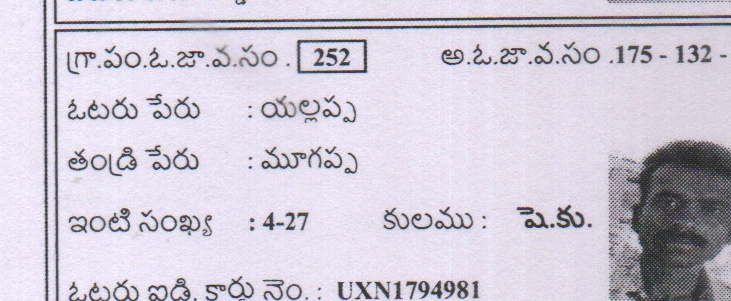 గ్రా.పం.ఓ.జా.వ.సం . 252 అ.ఓ.జా.వ.సం .175 - 132 -
ఓటరు పేరు : యల్లప్ప
తండ్రి పేరు : మూగప్ప
ఇంటి సంఖ్య : 4-27 కులము : షె.కు.
ఓటరు ఐడి. కార్డు నెం. : UXN1794981